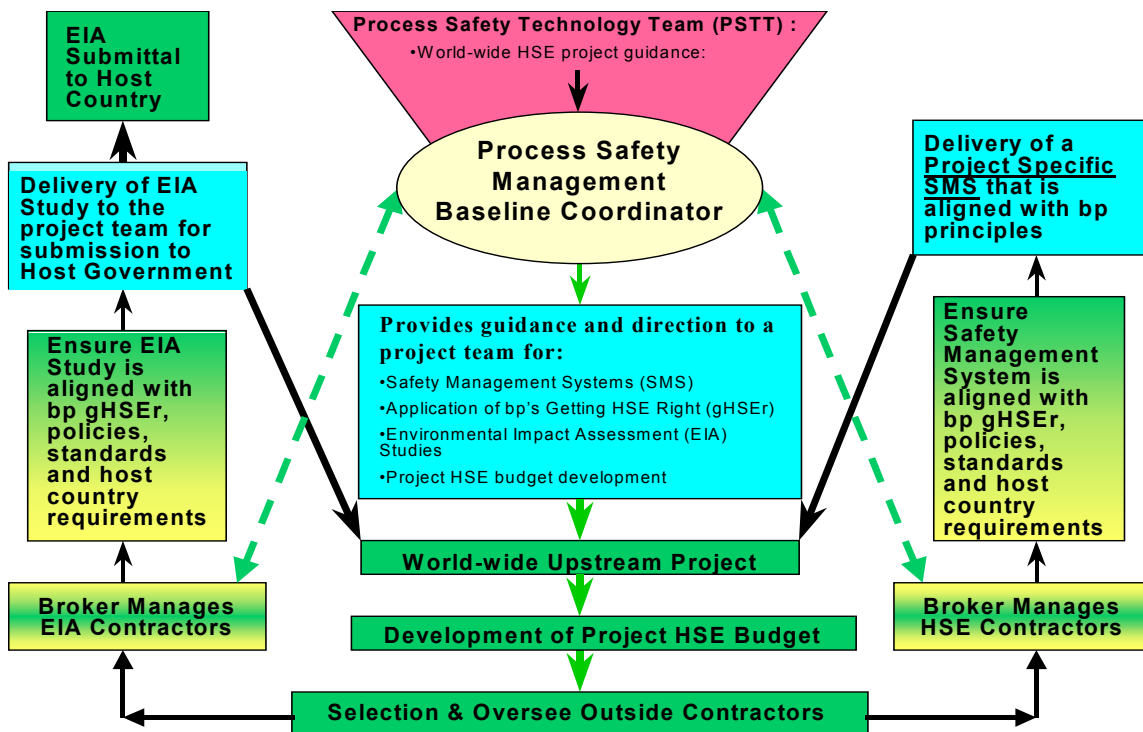 EIA
Submittal
to Host
Country
Process Safety Technology Team (PSTT) :
•World-wide HSE project guidance:
Process Safety
Management
Baseline Coordinator
Delivery of EIA
Study to the
project team for
submission to
Host Government
Delivery of a
Project Specific
SMS that is
aligned with bp
principles
Provides guidance and direction to a
project team for:
•Safety Management Systems (SMS)
•Application of bp's Getting HSE Right (gHSEr)
•Environmental Impact Assessment (EIA)
Studies
•Project HSE budget development
Ensure EIA
Study is
aligned with
bp gHSEr,
policies,
standards
and host
country
requirements
Ensure
Safety
Management
System is
aligned with
bp gHSEr,
policies,
standards
and host
country
requirements
World-wide Upstream Project
Broker Manages
EIA Contractors
Development of Project HSE Budget
Broker Manages
HSE Contractors
Selection & Oversee Outside Contractors